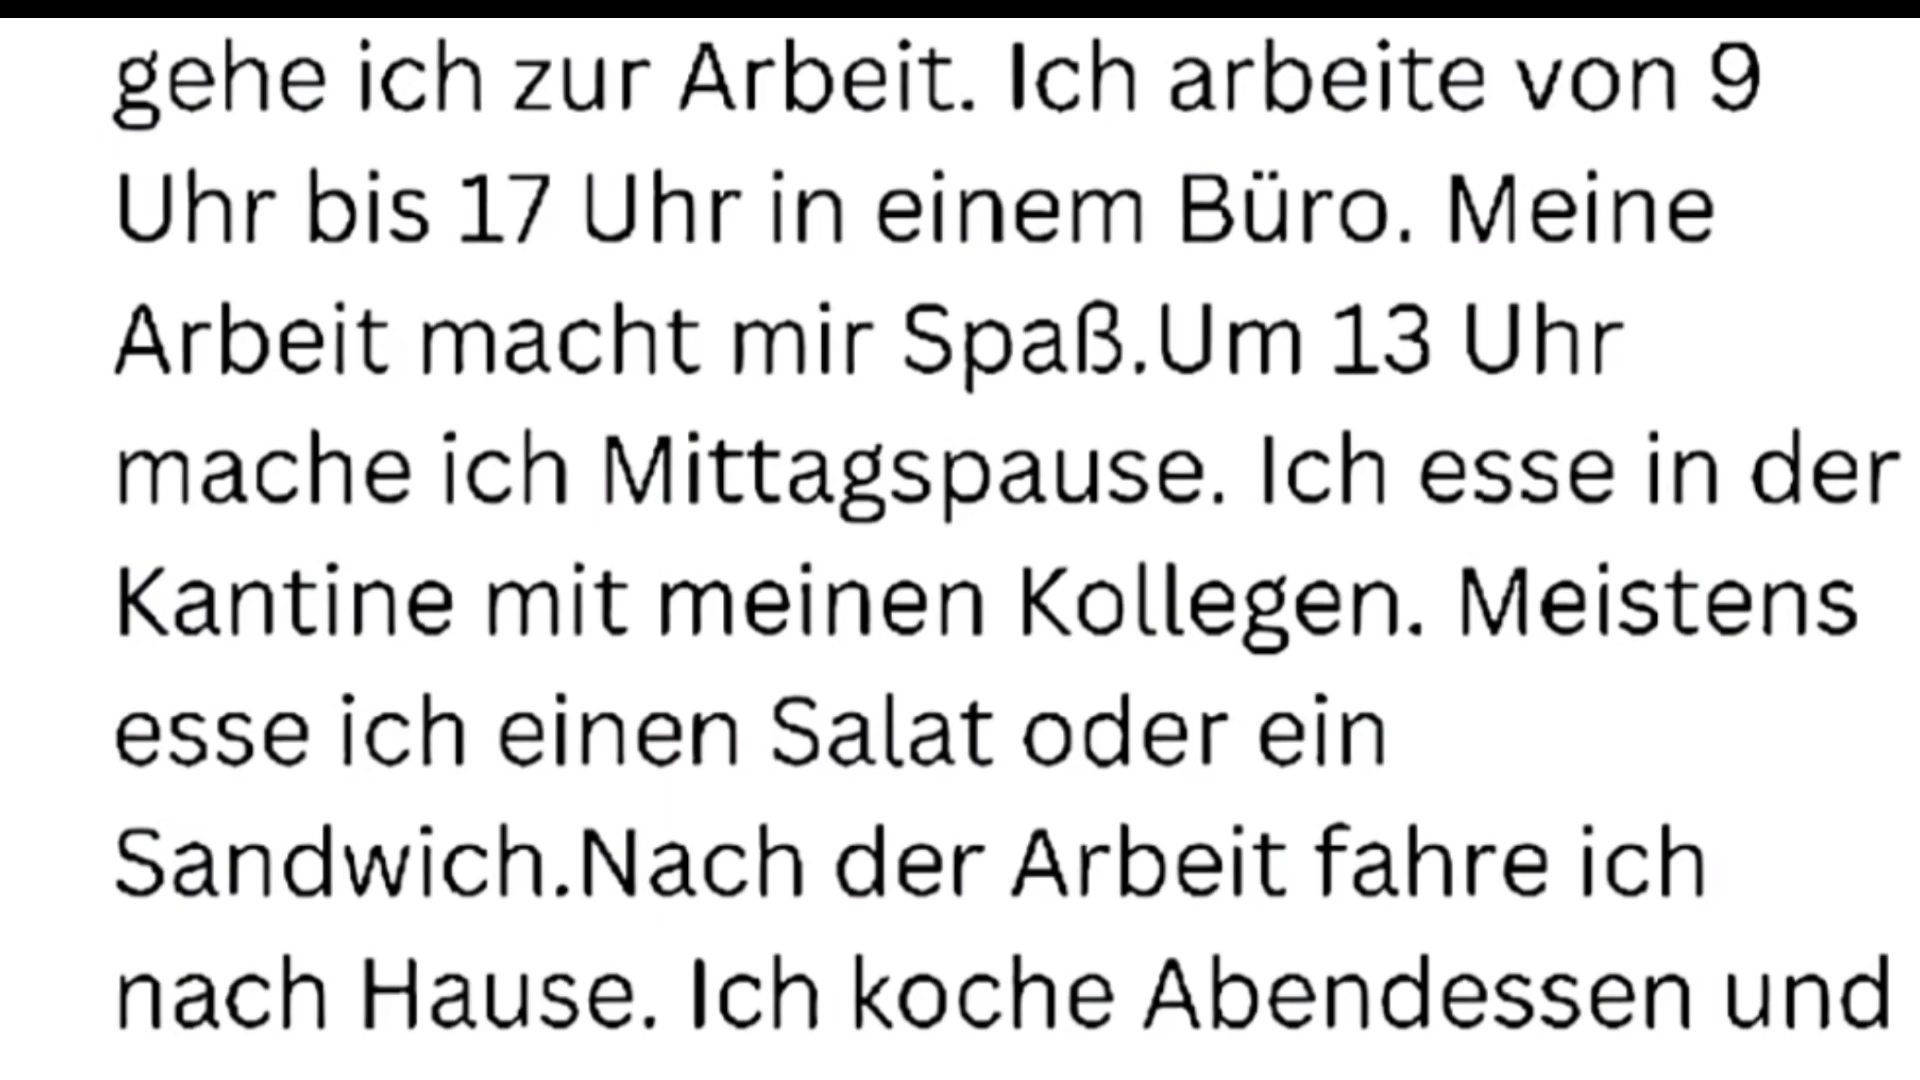 gehe ich zur Arbeit. Ich arbeite von 9
Uhr bis 17 Uhr in einem Büro. Meine
Arbeit macht mir Spaß.Um 13 Uhr
mache ich Mittagspause. Ich esse in der
Kantine mit meinen Kollegen. Meistens
esse ich einen Salat oder ein
Sandwich.Nach der Arbeit fahre ich
nach Hause. Ich koche Abendessen und